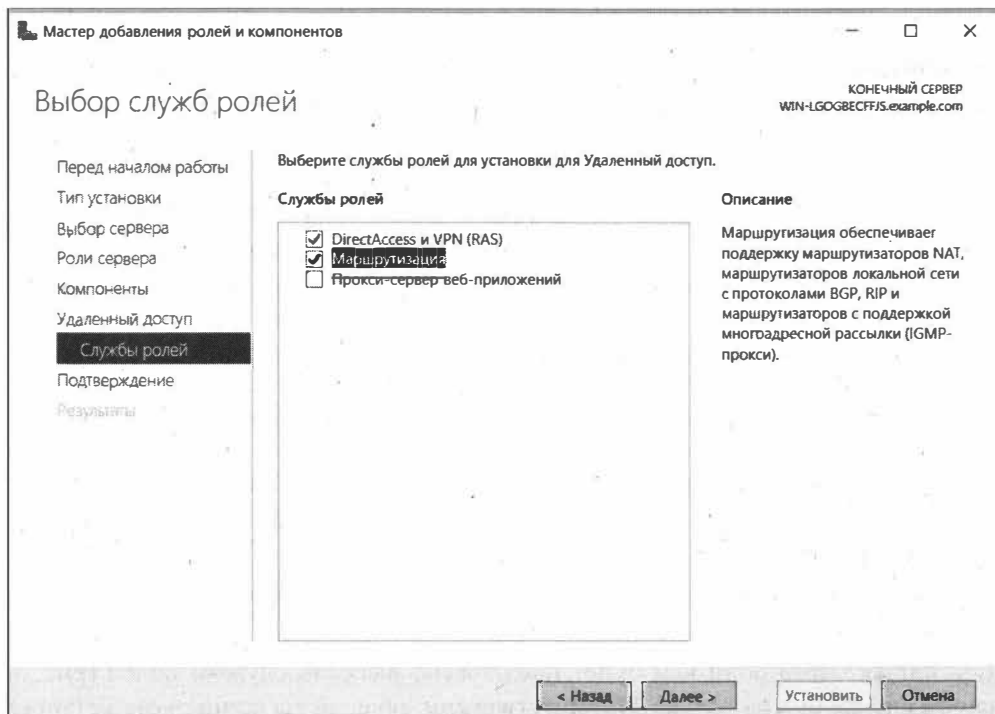 Мастер добавления ролей и компонентов
Выбор служб ролей
КОНЕЧНЫЙ СЕРВЕР
WIN-LGOGBECFFJS.example.com
Перед началом работы
Тип установки
Выбор сервера
Роли сервера
Компоненты
Удаленный доступ
Службы ролей
Подтверждение
Результаты
Выберите службы ролей для установки для Удаленный доступ.
Службы ролей
DirectAccess и VPN (RAS)
Маршрутизация
Прокси-сервер веб-приложений
Описание
Маршрутизация обеспечивает
поддержку маршрутизаторов NAT,
маршрутизаторов локальной сети
с протоколами BGP, RIP и
маршрутизаторов с поддержкой
многоадресной рассылки (IGMP-
прокси).
< Назад
Далее >
Установить
Отмена